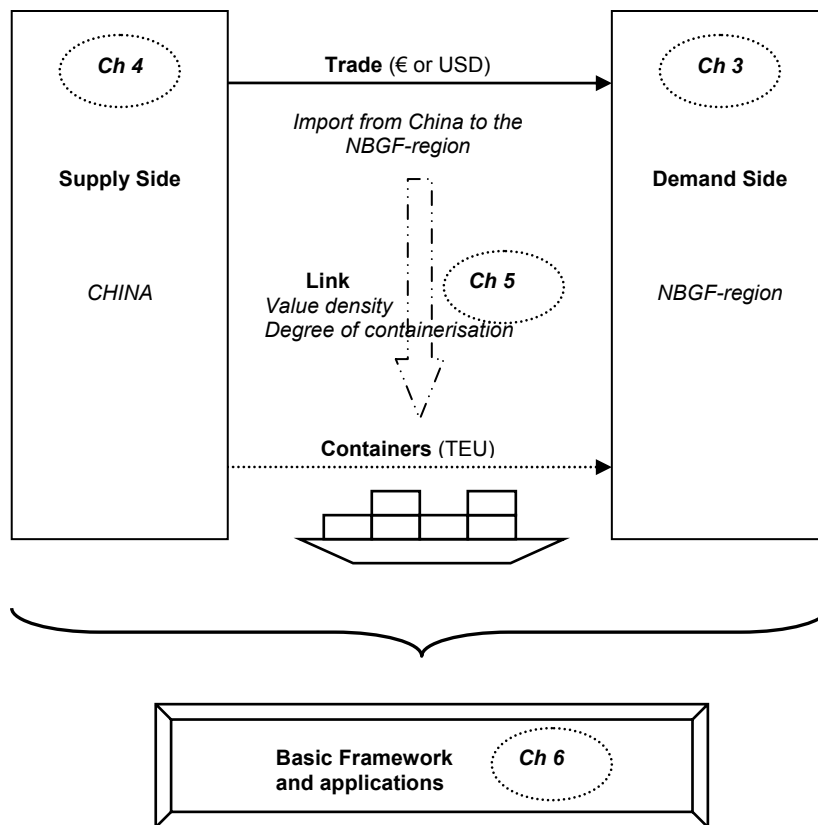 Ch 4
Trade (€ or USD)
Ch 3
Import from China to the
NBGF-region
Supply Side
Demand Side
CHINA
Link
Value density
Degree of containerisation
Ch 5
NBGF-region
Containers (TEU)
Basic Framework
and applications
Ch 6